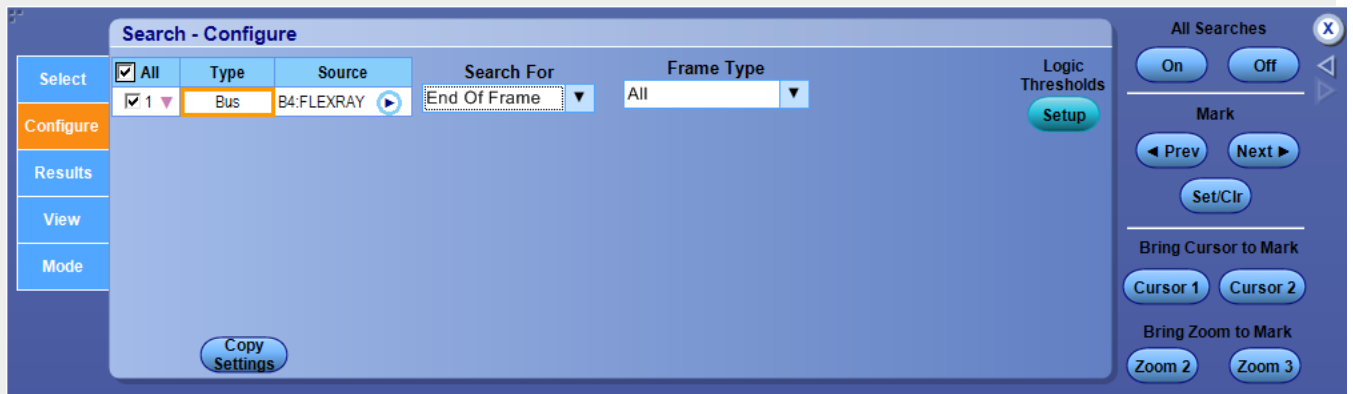 Search - Configure
Select
Configure
Results
View
Mode
All Type Source
1 Bus B4:FLEXRAY
Search For
End Of Frame
Frame Type
All
Logic
Thresholds
Setup
Copy
Settings
All Searches
X
On Off
Mark
Prev Next
Set/Clr
Bring Cursor to Mark
Cursor 1 Cursor 2
Bring Zoom to Mark
Zoom 2 Zoom 3